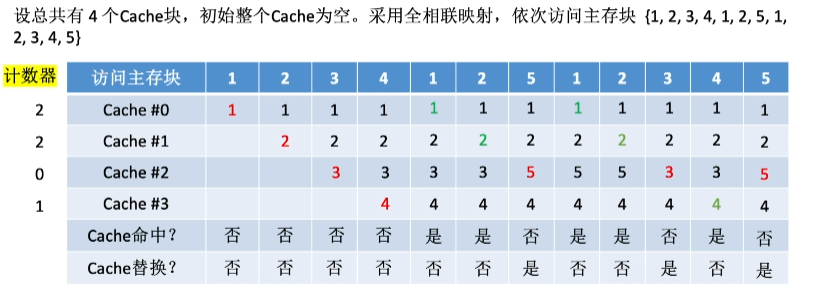 设总共有 4 个Cache块，初始整个Cache为空。采用全相联映射，依次访问主存块 {1, 2, 3, 4, 1, 2, 5, 1,
2, 3, 4, 5}
计数器 访问主存块 1 2 3 4 1 2 5 1 2 3 4 5
2 Cache #0 1 1 1 1 1 1 1 1 1 1 1 1
2 Cache #1 2 2 2 2 2 2 2 2 2 2 2
0 Cache #2 3 3 3 3 5 5 5 3 3 5
1 Cache #3 4 4 4 4 4 4 4 4 4
Cache命中？ 否 否 否 否 是 是 否 是 是 否 是 否
Cache替换？ 否 否 否 否 否 否 是 否 否 是 否 是